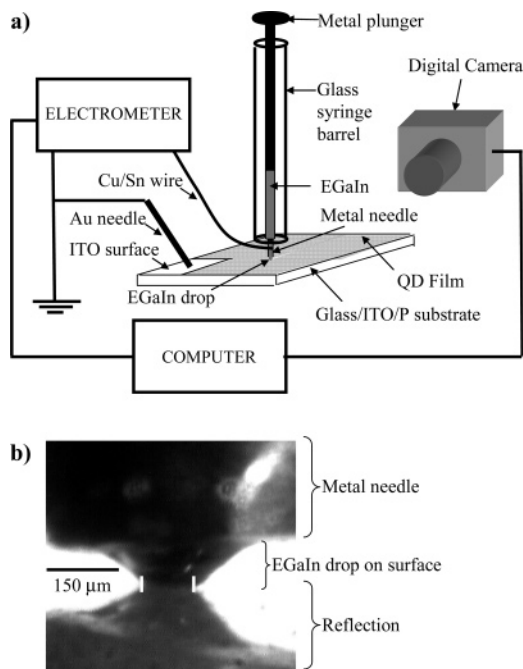 a)
Metal plunger
Digital Camera
ELECTROMETER
Glass
syringe
barrel
Cu/Sn wire
EGaIn
Au needle
Metal needle
ITO surface
QD Film
EGaIn drop
Glass/ITO/P substrate
COMPUTER
b)
Metal needle
EGaIn drop on surface
150 μm
Reflection